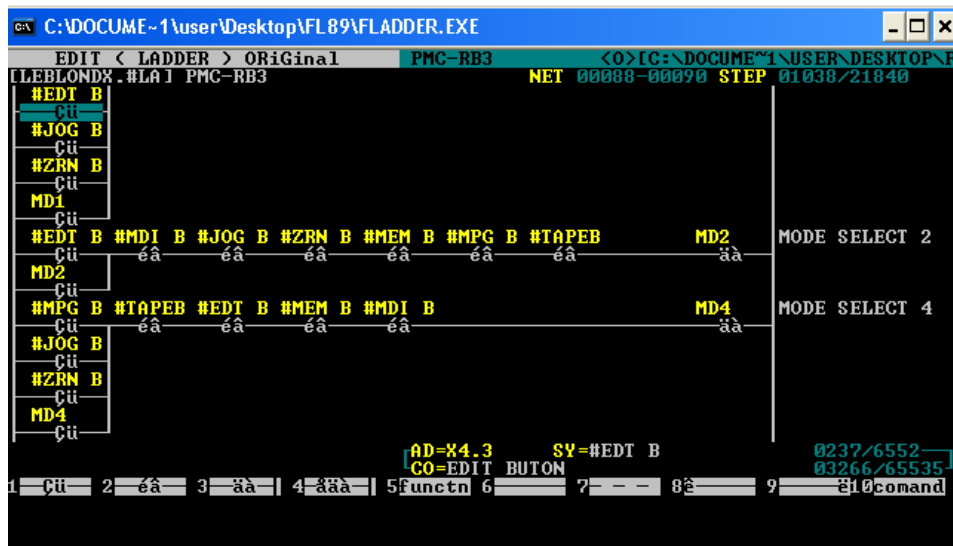 C:\DOCUME~1\user\Desktop\FL89\FLADDER.EXE
EDIT < LADDER > ORiGinal PMC-RB3 <O>[C:\DOCUME~1\USER\DESKTOP\F
[LEBLONDX.#LA] PMC-RB3 NET 00088-00090 STEP 01038/21840
#EDT B
Çü
#JOG B
Çü
#ZRN B
Çü
MD1
Çü
#EDT B #MDI B #JOG B #ZRN B #MEM B #MPG B #TAPEB MD2 MODE SELECT 2
Çü éâ éâ éâ éâ éâ éâ äà
MD2
Çü
#MPG B #TAPEB #EDT B #MEM B #MDI B MD4 MODE SELECT 4
Çü éâ éâ éâ éâ äà
#JOG B
Çü
#ZRN B
Çü
MD4
Çü
AD=X4.3 SY=#EDT B 0237/6552
CO=EDIT BUTON 03266/65535
1 Çü 2 éâ 3 äà 4 åäà 5functn 6 7 - - - 8ê 9 ë10comand